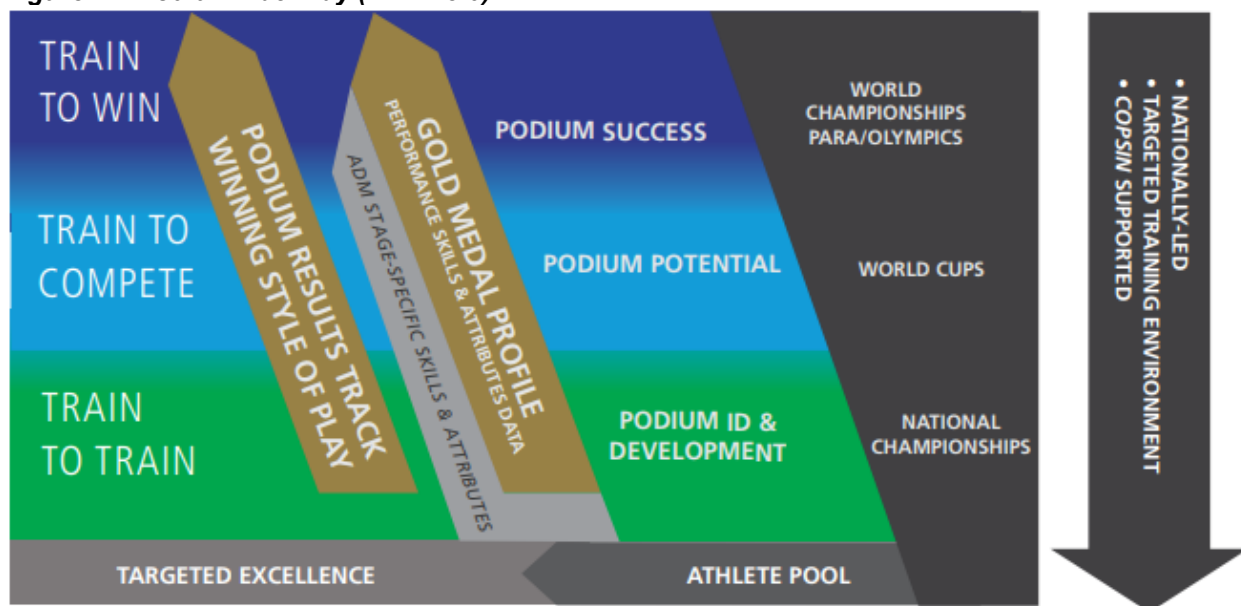 TRAIN
TO WIN
PODIUM RESULTS TRACK
WINNING STYLE OF PLAY
ADM STAGE-SPECIFIC SKILLS & ATTRIBUTES
GOLD MEDAL PROFILE
PERFORMANCE SKILLS & ATTRIBUTES DATA
PODIUM SUCCESS
WORLD
CHAMPIONSHIPS
PARA/OLYMPICS
TRAIN TO
COMPETE
PODIUM POTENTIAL
WORLD CUPS
TRAIN
TO TRAIN
PODIUM ID &
DEVELOPMENT
NATIONAL
CHAMPIONSHIPS
TARGETED EXCELLENCE
ATHLETE POOL
• NATIONALLY-LED
• TARGETED TRAINING ENVIRONMENT
• COPSIN SUPPORTED